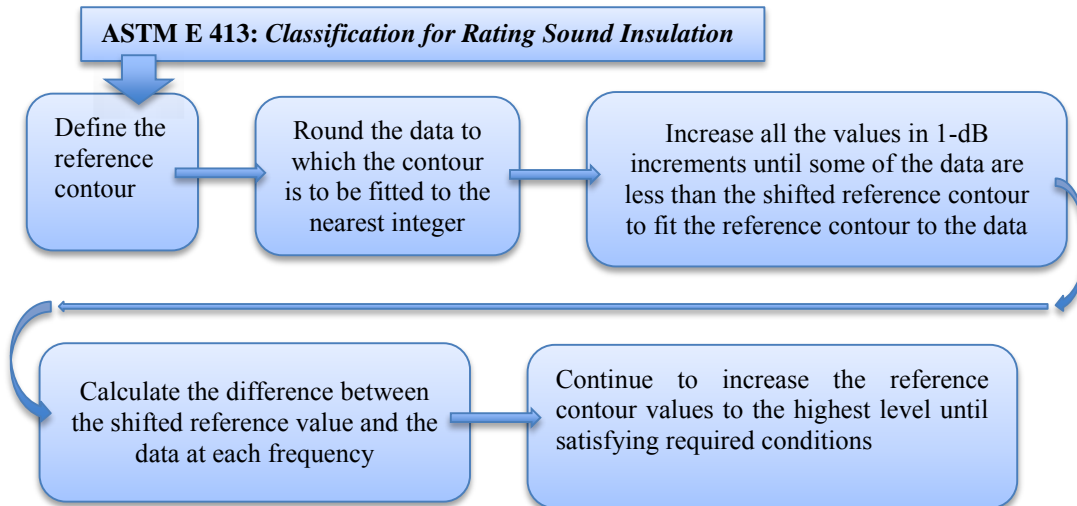 ASTM E 413: Classification for Rating Sound Insulation
Define the
reference
contour
Round the data to
which the contour
is to be fitted to the
nearest integer
Increase all the values in 1-dB
increments until some of the data are
less than the shifted reference contour
to fit the reference contour to the data
Calculate the difference between
the shifted reference value and the
data at each frequency
Continue to increase the reference
contour values to the highest level until
satisfying required conditions